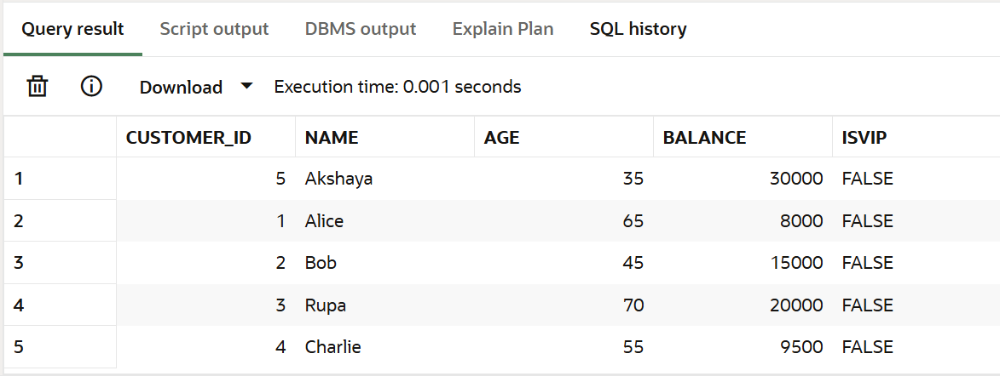 Query result Script output DBMS output Explain Plan SQL history
Download Execution time: 0.001 seconds
CUSTOMER_ID NAME AGE BALANCE ISVIP
1 5 Akshaya 35 30000 FALSE
2 1 Alice 65 8000 FALSE
3 2 Bob 45 15000 FALSE
4 3 Rupa 70 20000 FALSE
5 4 Charlie 55 9500 FALSE